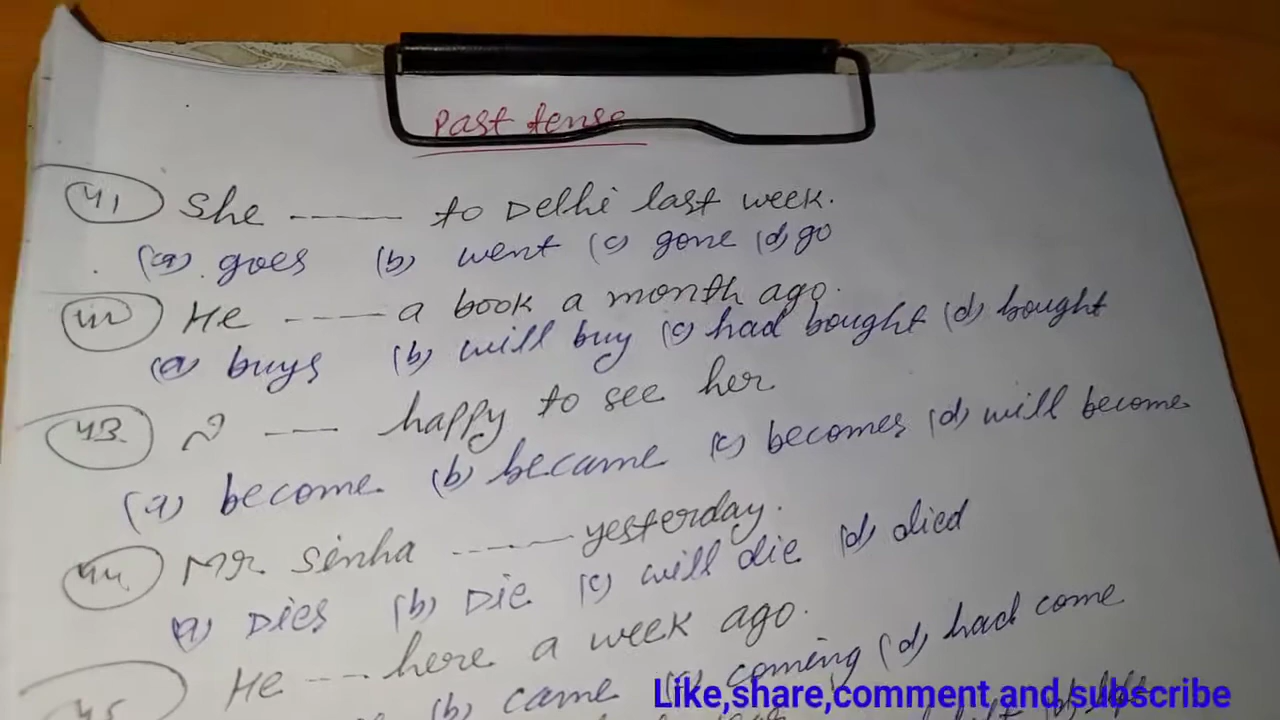 Past tense
41 She ------ to Delhi last week.
(a) goes (b) went (c) gone (d) go
42 He ------ a book a month ago.
(a) buys (b) will buy (c) had bought (d) bought
43. I ---- happy to see her
(a) become (b) became (c) becomes (d) will become
44. Mr. Sinha ------ yesterday.
(a) Dies (b) Die (c) will die (d) died
45 He ---- here a week ago.
(b) came (c) coming (d) had come
Like,share,comment and subscribe